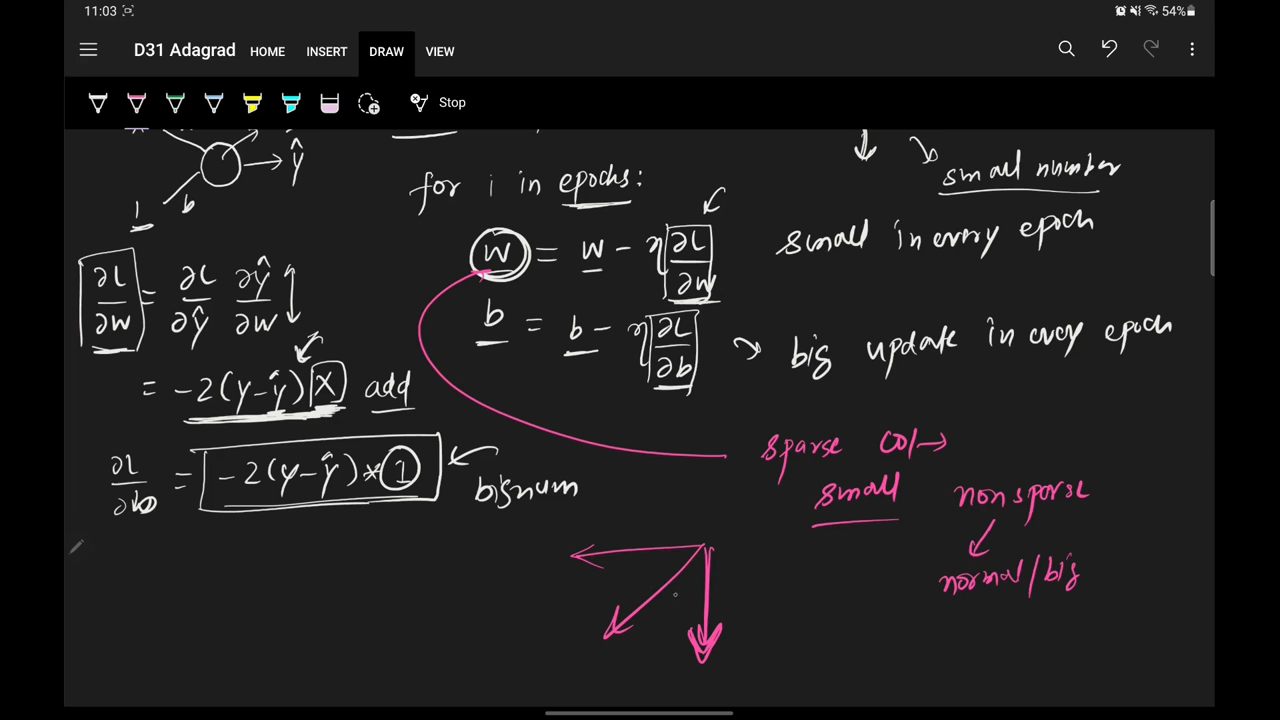 11:03 54%
D31 Adagrad HOME INSERT DRAW VIEW
Stop
ŷ
1 b
for i in epochs:
small number
w = w - η ∂L/∂w
small in every epoch
b = b - η ∂L/∂b
big update in every epoch
∂L/∂w = ∂L/∂ŷ ∂ŷ/∂w
= -2(y-ŷ) x add
∂L/∂b = -2(y-ŷ)*1
bignum
sparse col→
small
non sparse
normal/big